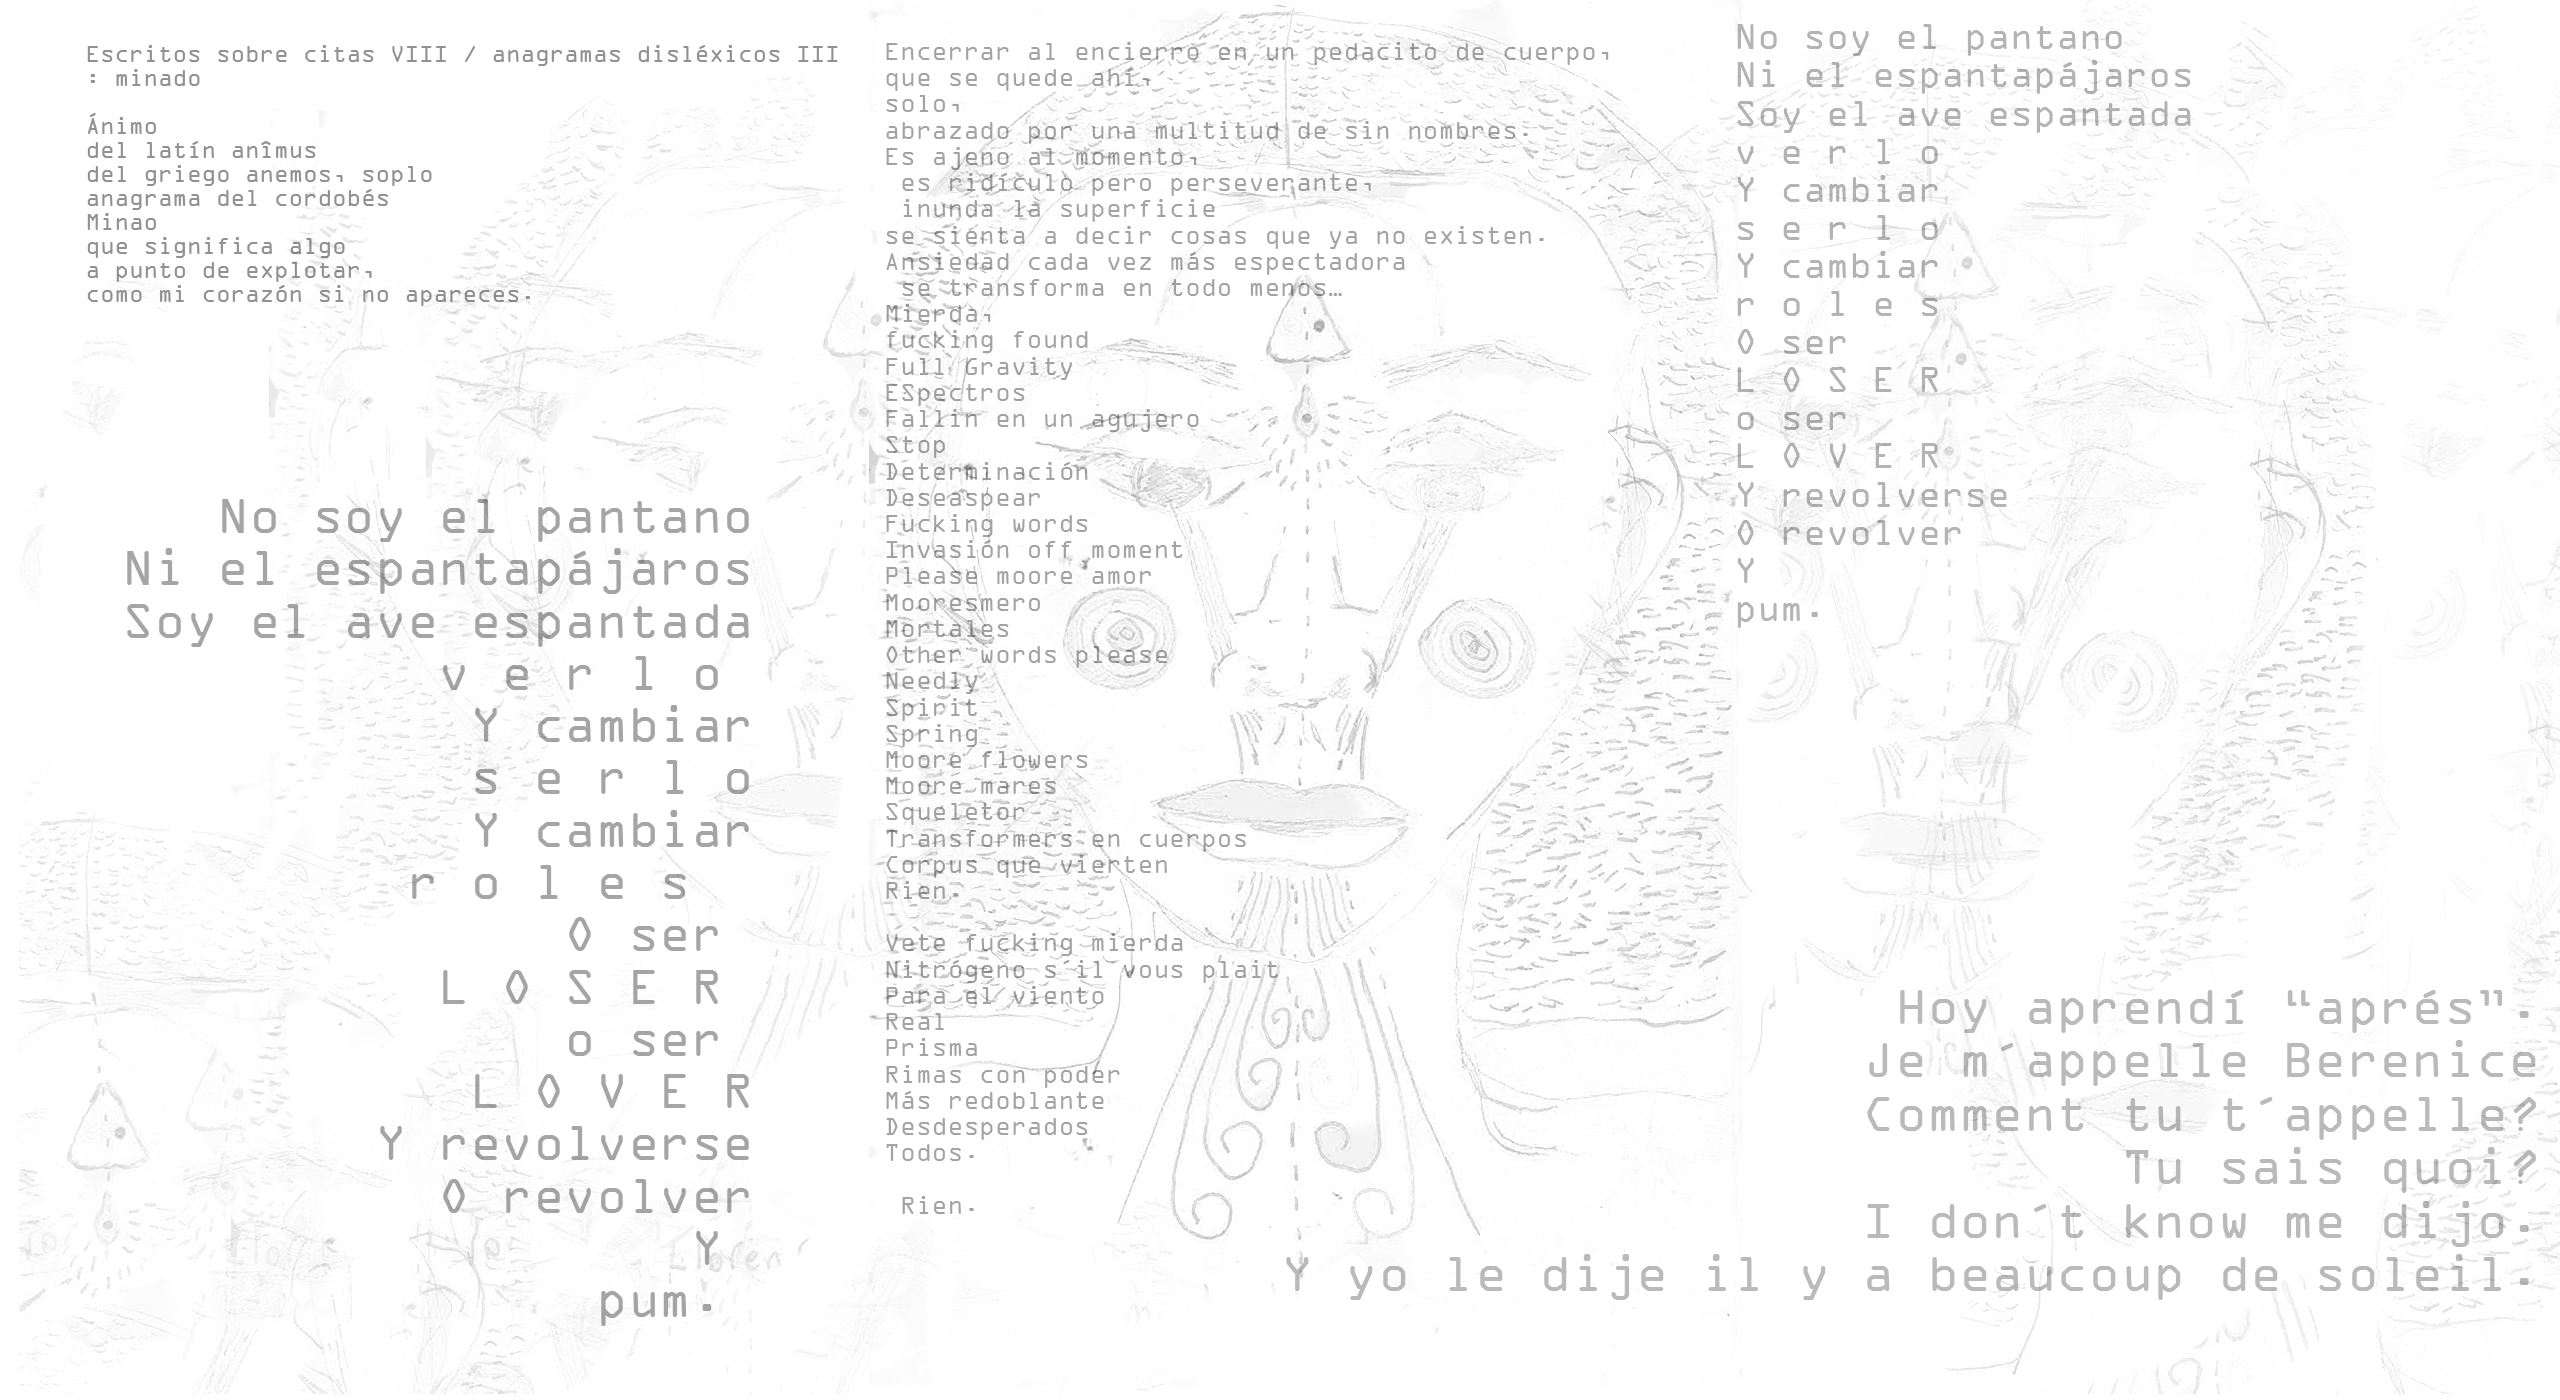 Escritos sobre citas VIII / anagramas disléxicos III
: minado
Ánimo
del latín anîmus
del griego anemos, soplo
anagrama del cordobés
Minao
que significa algo
a punto de explotar,
como mi corazón si no apareces.
No soy el pantano
Ni el espantapájaros
Soy el ave espantada
v e r l o
Y cambiar
s e r l o
Y cambiar
r o l e s
O ser
L O S E R
o ser
L O V E R
Y revolverse
O revolver
Y
pum.
Encerrar al encierro en un pedacito de cuerpo,
que se quede ahí,
solo,
abrazado por una multitud de sin nombres.
Es ajeno al momento,
es ridículo pero perseverante,
inunda la superficie
se sienta a decir cosas que ya no existen.
Ansiedad cada vez más espectadora
se transforma en todo menos…
Mierda,
fucking found
Full Gravity
ESpectros
Fallin en un agujero
Stop
Determinación
Deseaspear
Fucking words
Invasión off moment
Please moore amor
Mooresmero
Mortales
Other words please
Needly
Spirit
Spring
Moore flowers
Moore mares
Squeletor
Transformers en cuerpos
Corpus que vierten
Rien.
Vete fucking mierda
Nitrógeno s´il vous plait
Para el viento
Real
Prisma
Rimas con poder
Más redoblante
Desdesperados
Todos.
Rien.
No soy el pantano
Ni el espantapájaros
Soy el ave espantada
v e r l o
Y cambiar
s e r l o
Y cambiar
r o l e s
O ser
L O S E R
o ser
L O V E R
Y revolverse
O revolver
Y
pum.
Hoy aprendí “aprés”.
Je m´appelle Berenice
Comment tu t´appelle?
Tu sais quoi?
I don´t know me dijo.
Y yo le dije il y a beaucoup de soleil.